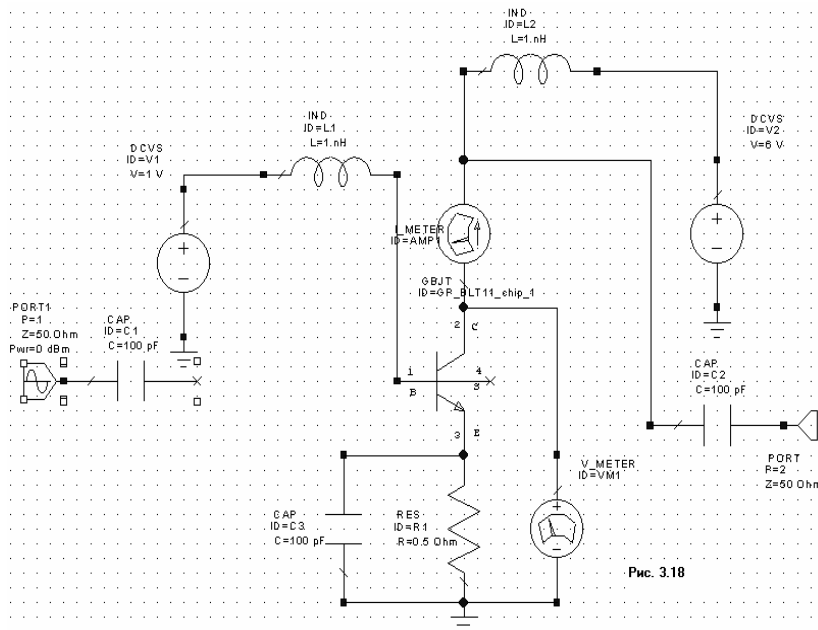 IND
ID=L2
L=1.nH
IND
ID=L1
L=1.nH
DCVS
ID=V1
V=1 V
DCVS
ID=V2
V=6 V
I_METER
ID=AMP1
GBJT
ID=GP_BLT11_chip_1
2 C
1
B
4
S
3 E
PORT1
P=1
Z=50.Ohm
Pwr=0 dBm
CAP
ID=C1
C=100 pF
CAP
ID=C2
C=100 pF
PORT
P=2
Z=50 Ohm
V_METER
ID=VM1
CAP
ID=C3
C=100 pF
RES
ID=R1
R=0.5 Ohm
Рис. 3.18